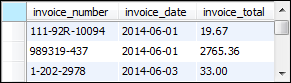 invoice_number invoice_date invoice_total
111-92R-10094 2014-06-01 19.67
989319-437 2014-06-01 2765.36
1-202-2978 2014-06-03 33.00